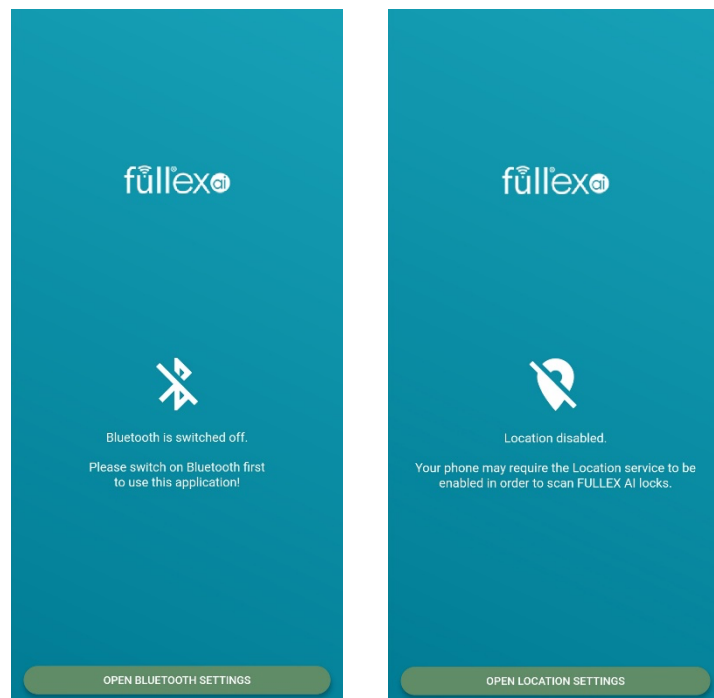 fullex ai
Bluetooth is switched off.
Please switch on Bluetooth first
to use this application!
OPEN BLUETOOTH SETTINGS
fullex ai
Location disabled.
Your phone may require the Location service to be
enabled in order to scan FULLEX AI locks.
OPEN LOCATION SETTINGS